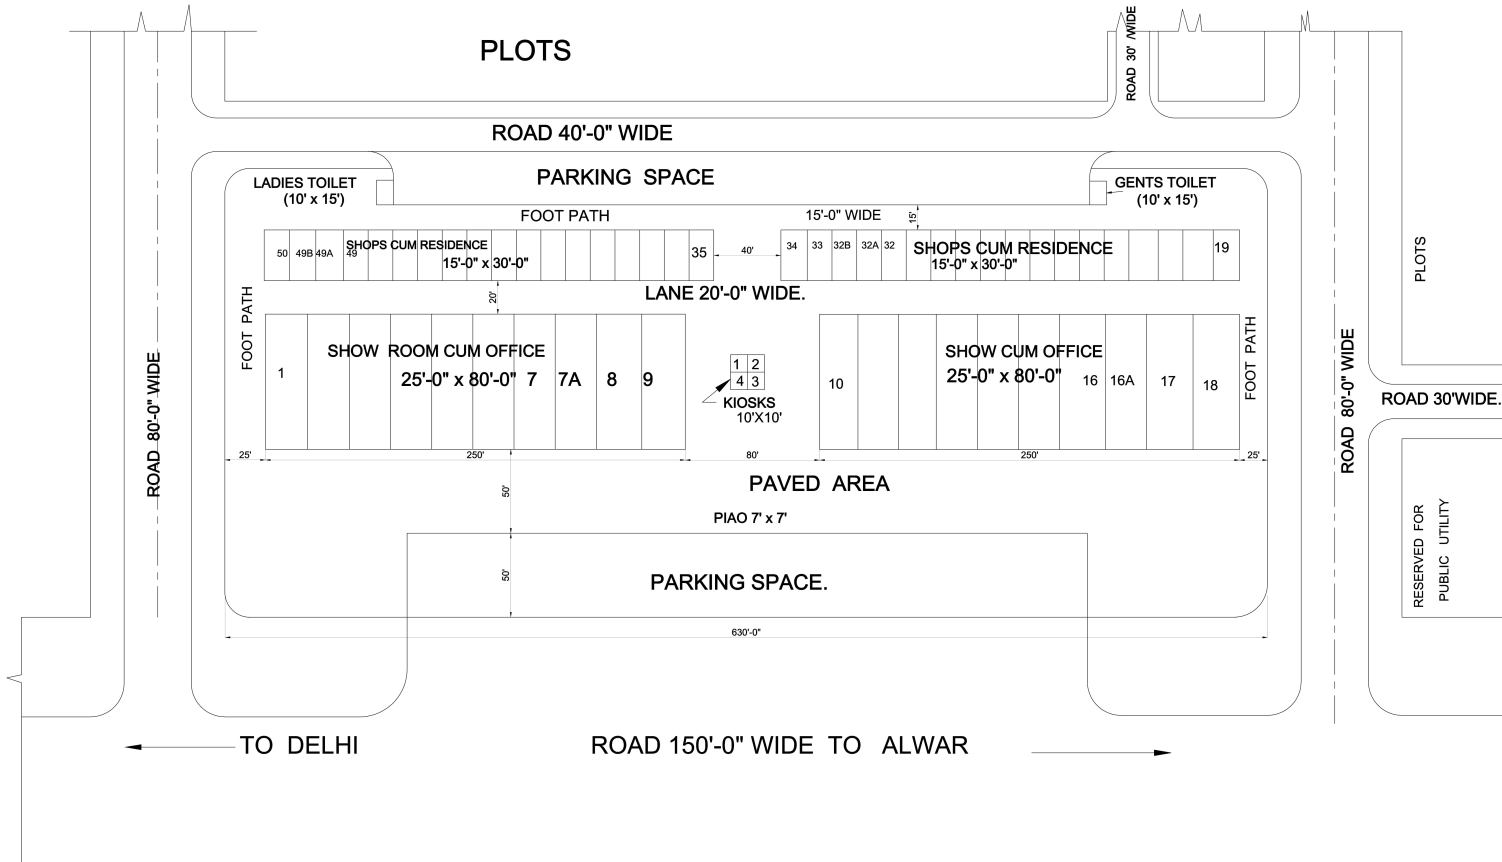 PLOTS
ROAD 30' WIDE
ROAD 40'-0" WIDE
LADIES TOILET
(10' x 15')
PARKING SPACE
GENTS TOILET
(10' x 15')
FOOT PATH
15'-0" WIDE
15'
50
49B
49A
49
SHOPS CUM RESIDENCE
15'-0" x 30'-0"
35
40'
34
33
32B
32A
32
SHOPS CUM RESIDENCE
15'-0" x 30'-0"
19
PLOTS
20'
LANE 20'-0" WIDE.
FOOT PATH
ROAD 80'-0" WIDE
1
SHOW ROOM CUM OFFICE
25'-0" x 80'-0"
7
7A
8
9
1 2
4 3
KIOSKS
10'X10'
10
SHOW CUM OFFICE
25'-0" x 80'-0"
16
16A
17
18
FOOT PATH
ROAD 80'-0" WIDE
ROAD 30'WIDE.
25'
250'
80'
250'
25'
50'
PAVED AREA
PIAO 7' x 7'
50'
PARKING SPACE.
RESERVED FOR
PUBLIC UTILITY
630'-0"
TO DELHI
ROAD 150'-0" WIDE TO ALWAR